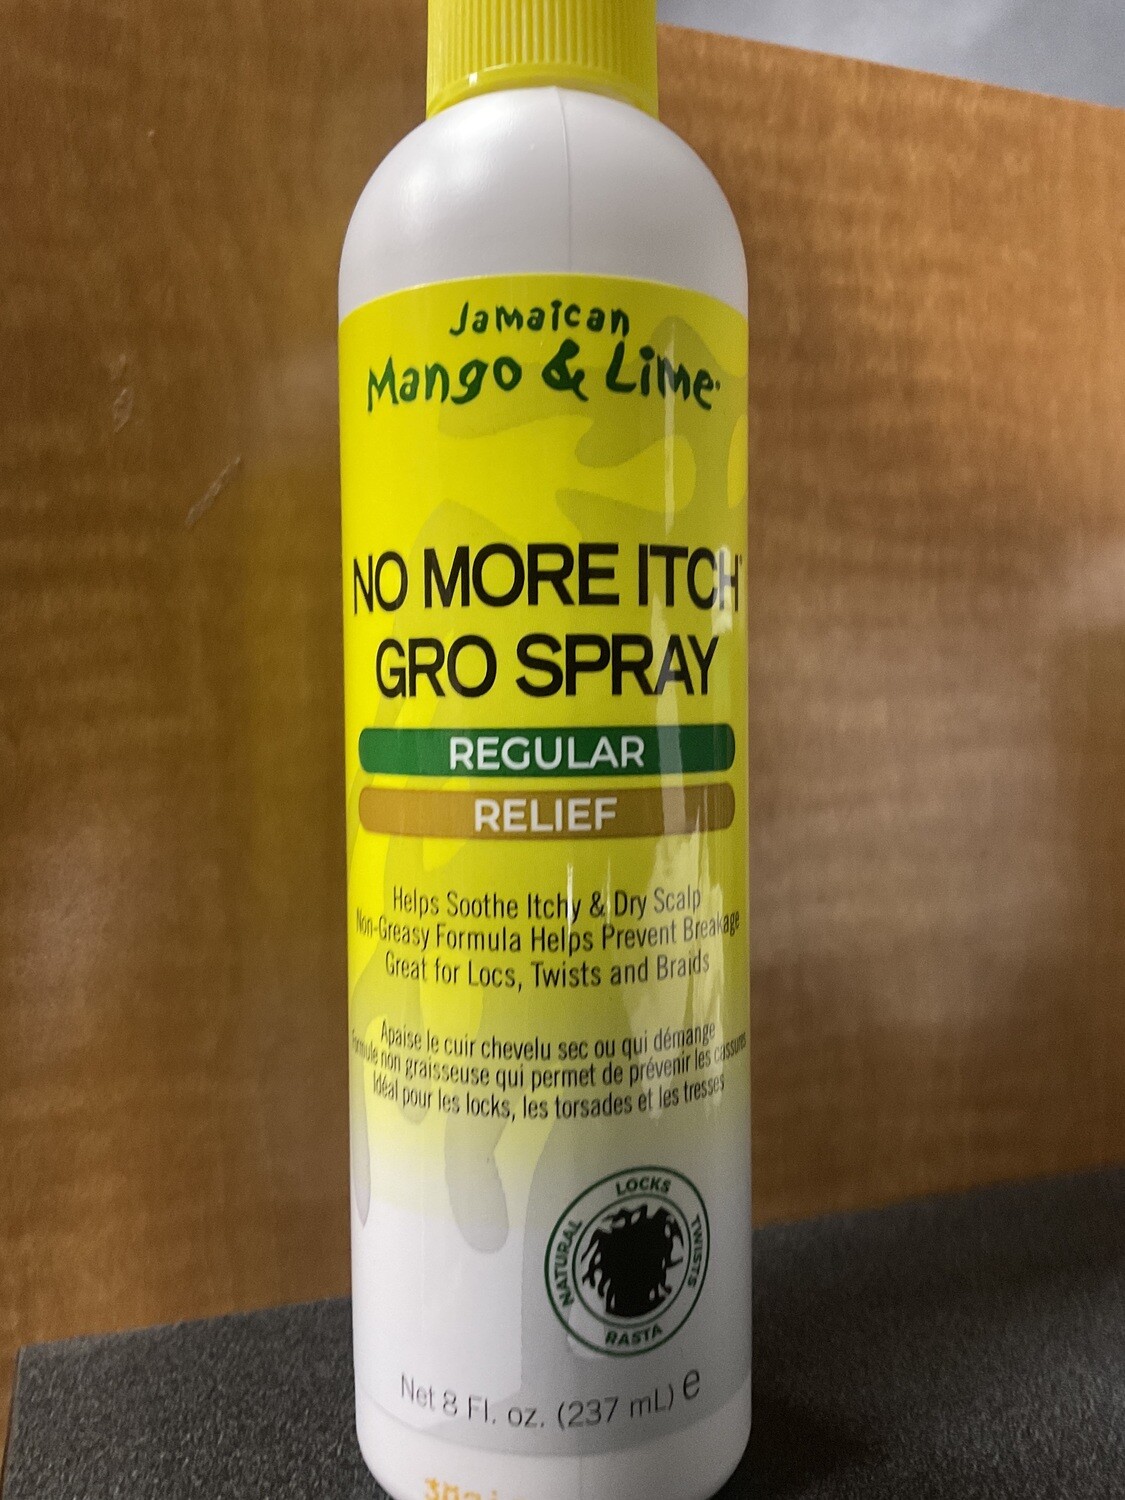 Jamaican
Mango & Lime
NO MORE ITCH
GRO SPRAY
REGULAR
RELIEF
Helps Soothe Itchy & Dry Scalp
Non-Greasy Formula Helps Prevent Breakage
Great for Locs, Twists and Braids
Apaise le cuir chevelu sec ou qui démange
Formule non graisseuse qui permet de prévenir les cassures
Idéal pour les locks, les torsades et les tresses
LOCKS
NATURAL
TWISTS
RASTA
Net 8 Fl. oz. (237 mL) e